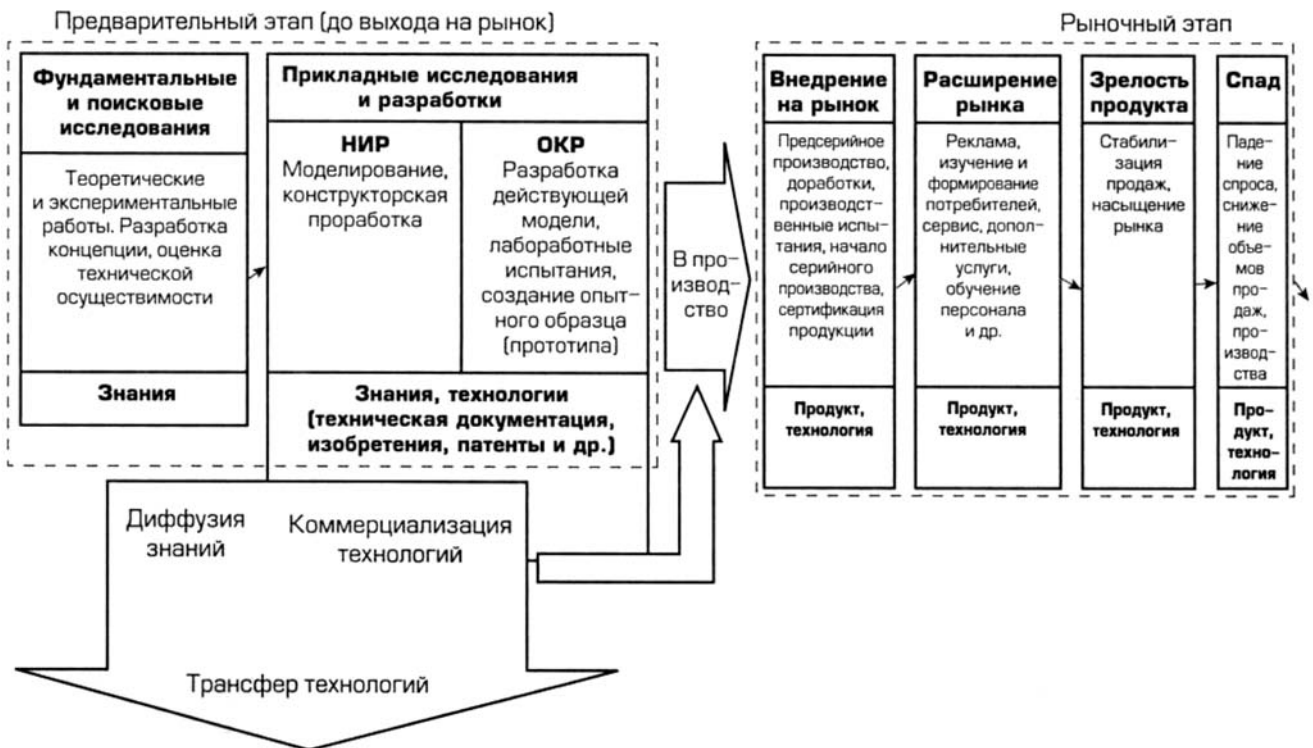 Предварительный этап (до выхода на рынок)
Фундаментальные
и поисковые
исследования
Теоретические
и экспериментальные
работы. Разработка
концепции, оценка
технической
осуществимости
Знания
Прикладные исследования
и разработки
НИР
Моделирование,
конструкторская
проработка
ОКР
Разработка
действующей
модели,
лабоработные
испытания,
создание опыт-
ного образца
(прототипа)
Знания, технологии
(техническая документация,
изобретения, патенты и др.)
Диффузия
знаний
Коммерциализация
технологий
Трансфер технологий
В про-
извод-
ство
Рыночный этап
Внедрение
на рынок
Предсерийное
производство,
доработки,
производст-
венные испы-
тания, начало
серийного
производства,
сертификация
продукции
Продукт,
технология
Расширение
рынка
Реклама,
изучение и
формирование
потребителей,
сервис, допол-
нительные
услуги,
обучение
персонала
и др.
Продукт,
технология
Зрелость
продукта
Стабили-
зация
продаж,
насыщение
рынка
Продукт,
технология
Спад
Паде-
ние
спроса,
сниже-
ние
объе-
мов
про-
даж,
про-
извод-
ства
Про-
дукт,
техно-
логия